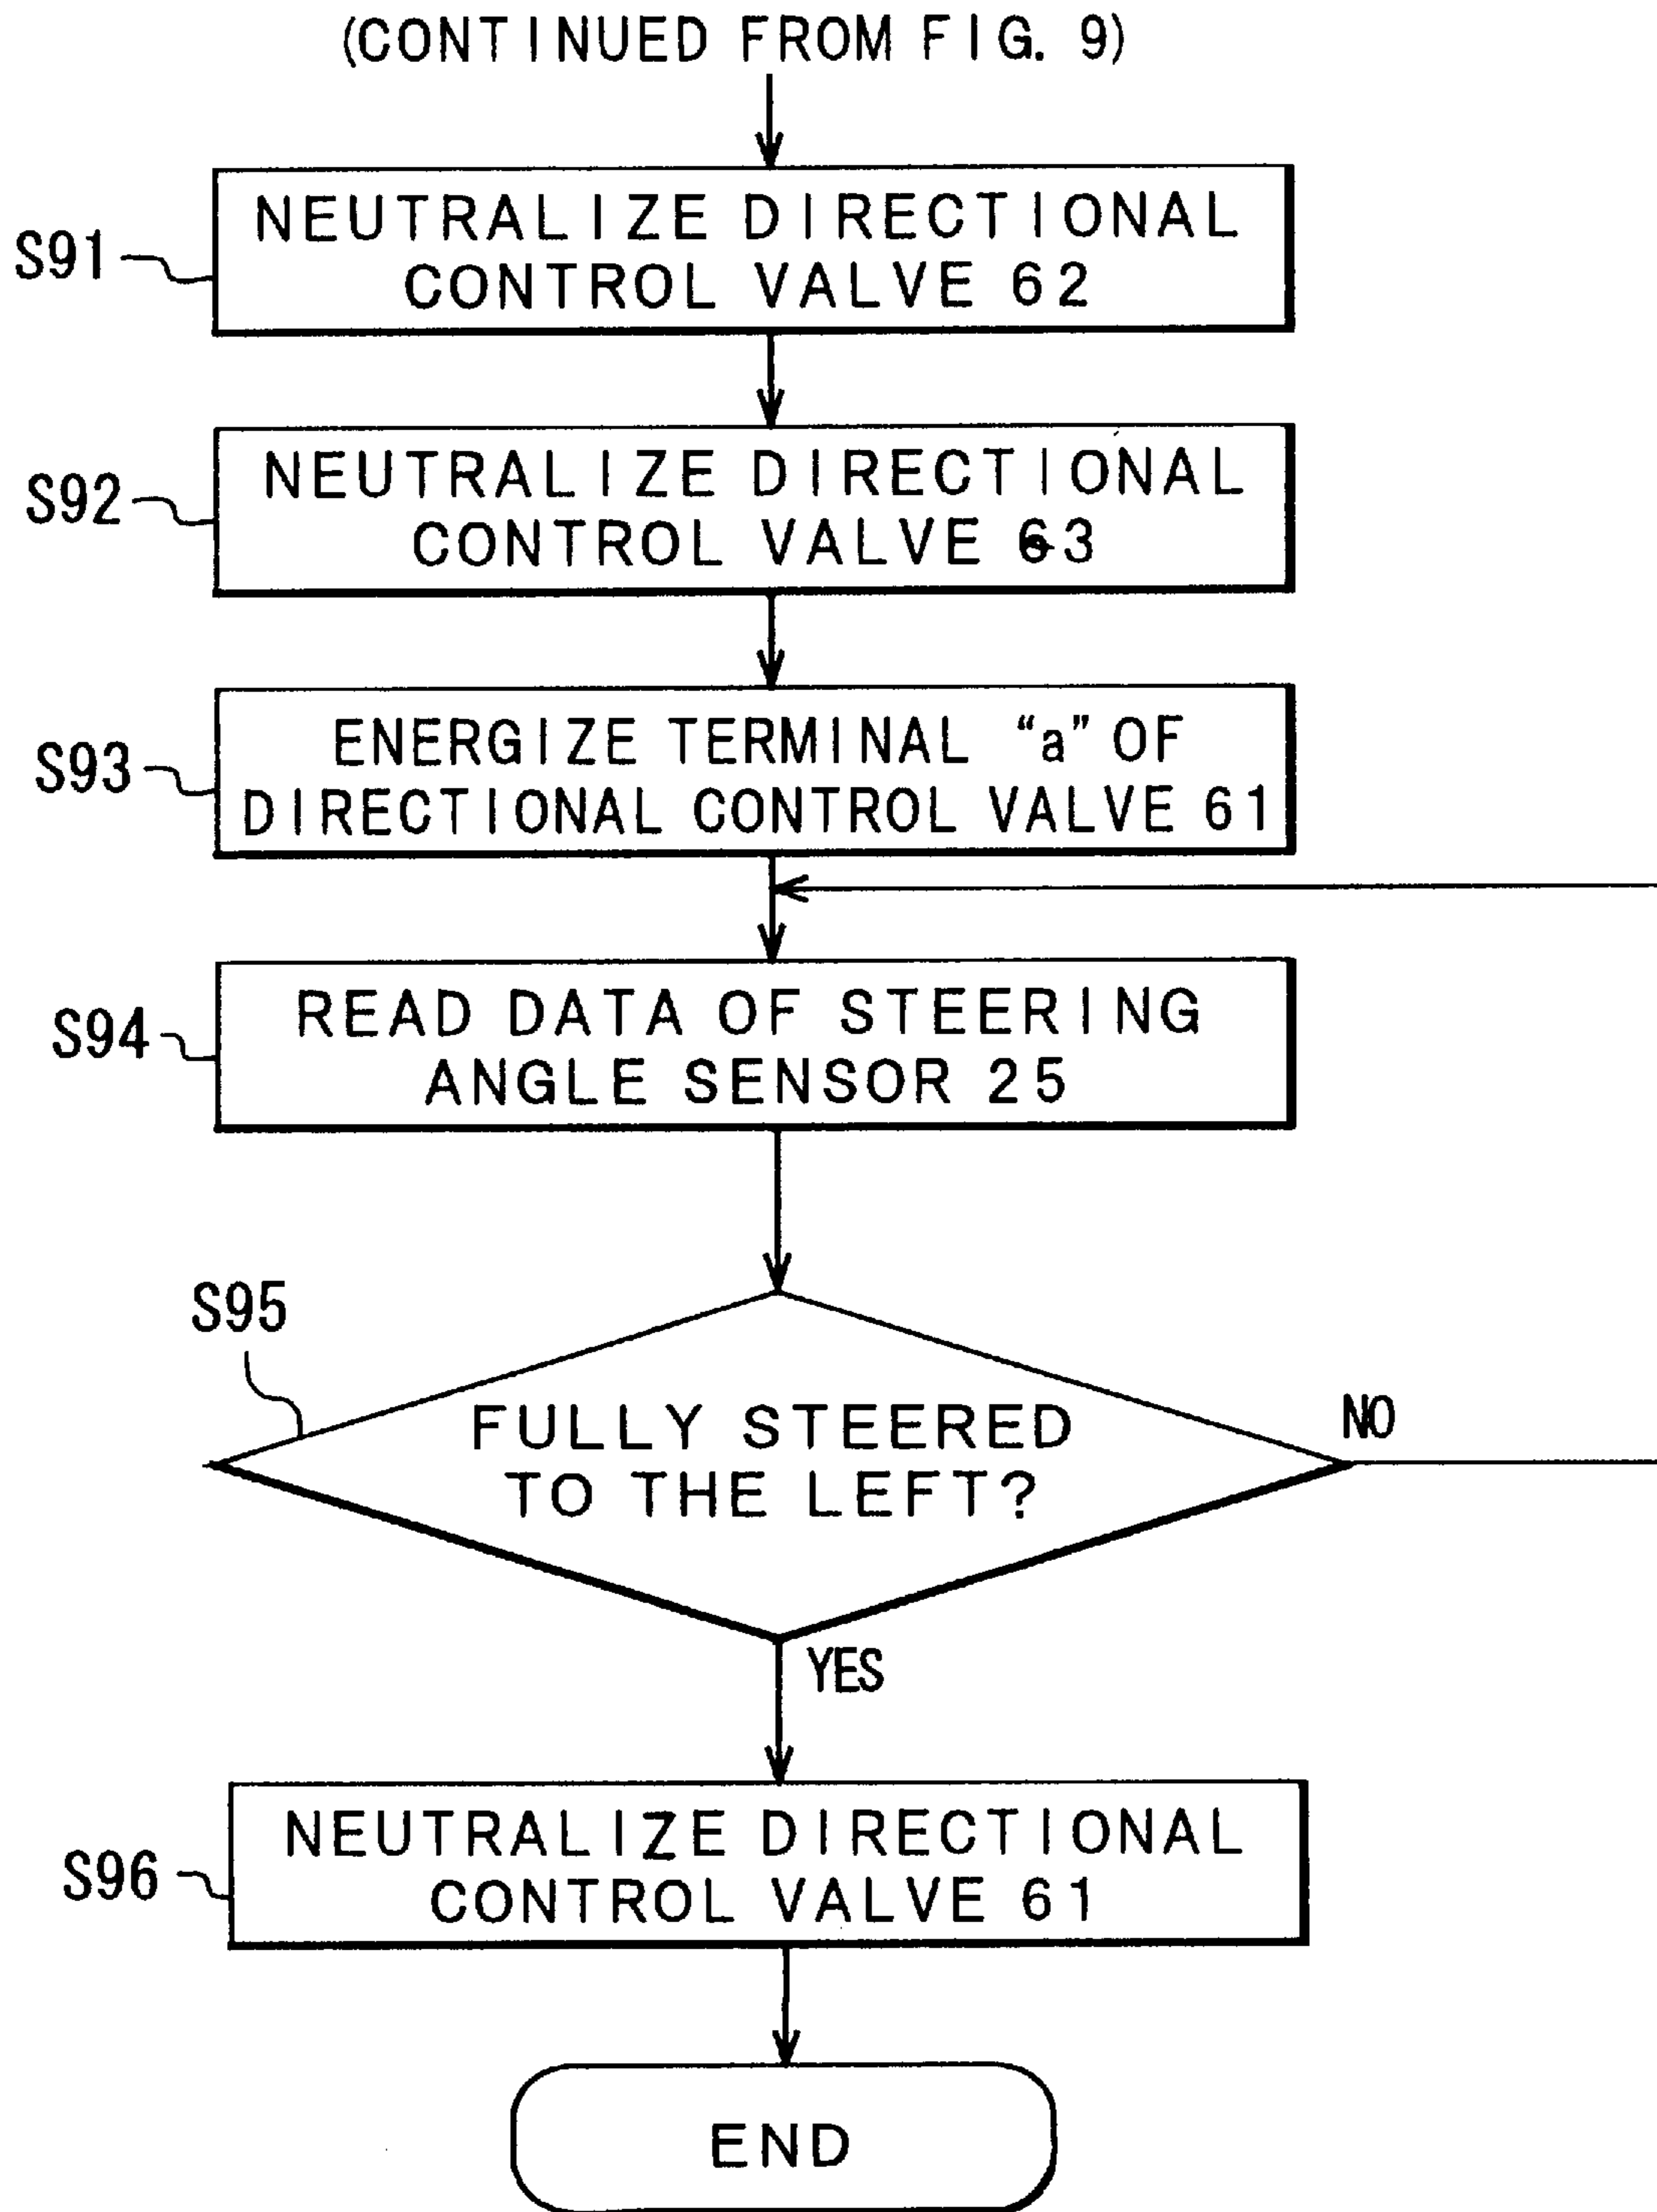 (CONTINUED FROM FIG. 9)
S91
NEUTRALIZE DIRECTIONAL
CONTROL VALVE 62
S92
NEUTRALIZE DIRECTIONAL
CONTROL VALVE 63
S93
ENERGIZE TERMINAL “a” OF
DIRECTIONAL CONTROL VALVE 61
S94
READ DATA OF STEERING
ANGLE SENSOR 25
S95
FULLY STEERED
TO THE LEFT?
NO
YES
S96
NEUTRALIZE DIRECTIONAL
CONTROL VALVE 61
END